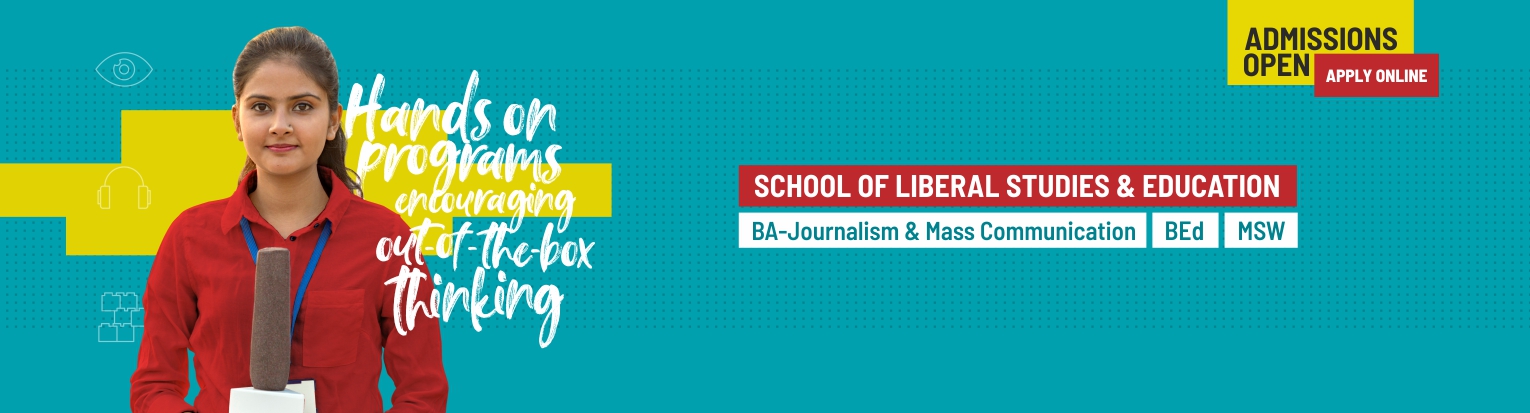 Hands on
programs
encouraging
out-of-the-box
thinking
ADMISSIONS
OPEN
APPLY ONLINE
SCHOOL OF LIBERAL STUDIES & EDUCATION
BA-Journalism & Mass Communication BEd MSW